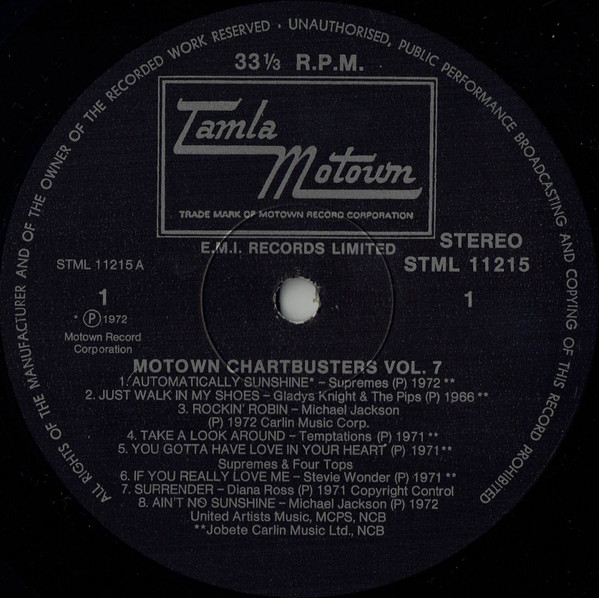 ALL RIGHTS OF THE MANUFACTURER AND OF THE OWNER OF THE RECORDED WORK RESERVED · UNAUTHORISED, PUBLIC PERFORMANCE BROADCASTING AND COPYING OF THIS RECORD PROHIBITED
33⅓ R.P.M.
Tamla
Motown
TRADE MARK OF MOTOWN RECORD CORPORATION
E.M.I. RECORDS LIMITED
STEREO
STML 11215 A
STML 11215
1
1
* Ⓟ 1972
Motown Record
Corporation
MOTOWN CHARTBUSTERS VOL. 7
1. AUTOMATICALLY SUNSHINE* – Supremes (P) 1972 **
2. JUST WALK IN MY SHOES – Gladys Knight & The Pips (P) 1966 **
3. ROCKIN' ROBIN – Michael Jackson
(P) 1972 Carlin Music Corp.
4. TAKE A LOOK AROUND – Temptations (P) 1971 **
5. YOU GOTTA HAVE LOVE IN YOUR HEART (P) 1971 **
Supremes & Four Tops
6. IF YOU REALLY LOVE ME – Stevie Wonder (P) 1971 **
7. SURRENDER – Diana Ross (P) 1971 Copyright Control
8. AIN'T NO SUNSHINE – Michael Jackson (P) 1972
United Artists Music, MCPS, NCB
**Jobete Carlin Music Ltd., NCB